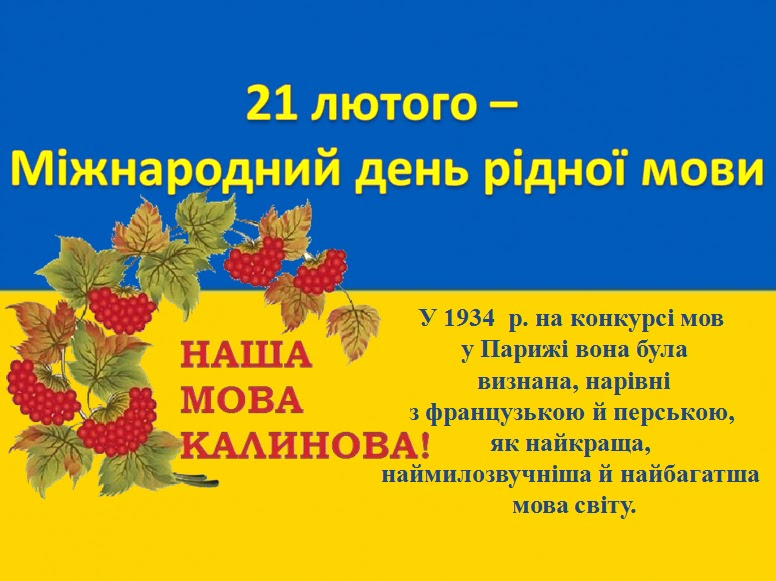 21 лютого –
Міжнародний день рідної мови
НАША
МОВА
КАЛИНОВА!
У 1934 р. на конкурсі мов
у Парижі вона була
визнана, нарівні
з французькою й перською,
як найкраща,
наймилозвучніша й найбагатша
мова світу.